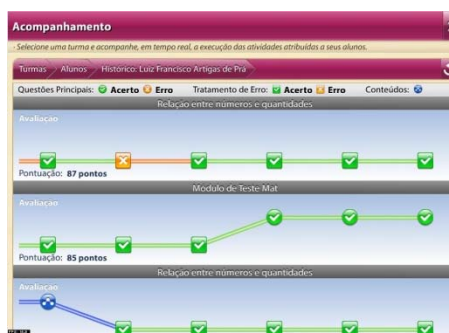 Acompanhamento
- Selecione uma turma e acompanhe, em tempo real, a execução das atividades atribuídas a seus alunos.
Turmas Alunos Histórico: Luiz Francisco Artigas de Prá
Questões Principais: Acerto Erro Tratamento de Erro: Acerto Erro Conteúdos:
Relação entre números e quantidades
Avaliação
Pontuação: 87 pontos
Modulo de Teste Mat
Avaliação
Pontuação: 85 pontos
Relação entre números e quantidades
Avaliação